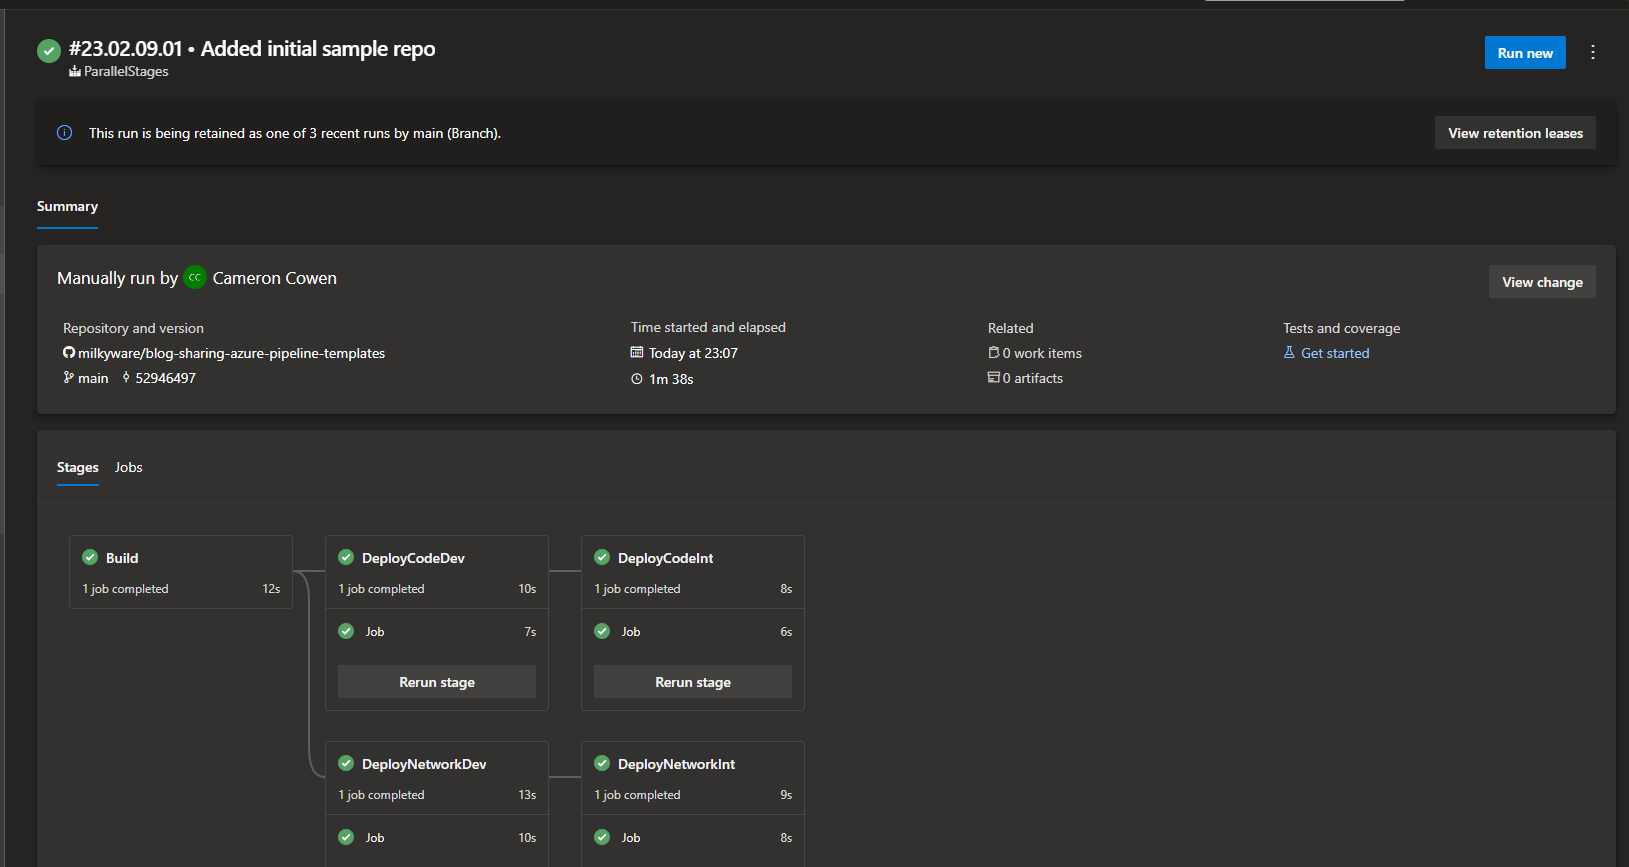 #23.02.09.01 • Added initial sample repo
ParallelStages
Run new
This run is being retained as one of 3 recent runs by main (Branch).
View retention leases
Summary
Manually run by CC Cameron Cowen
View change
Repository and version
milkyware/blog-sharing-azure-pipeline-templates
main 52946497
Time started and elapsed
Today at 23:07
1m 38s
Related
0 work items
0 artifacts
Tests and coverage
Get started
Stages Jobs
Build
1 job completed 12s
DeployCodeDev
1 job completed 10s
Job 7s
Rerun stage
DeployCodeInt
1 job completed 8s
Job 6s
Rerun stage
DeployNetworkDev
1 job completed 13s
Job 10s
DeployNetworkInt
1 job completed 9s
Job 8s